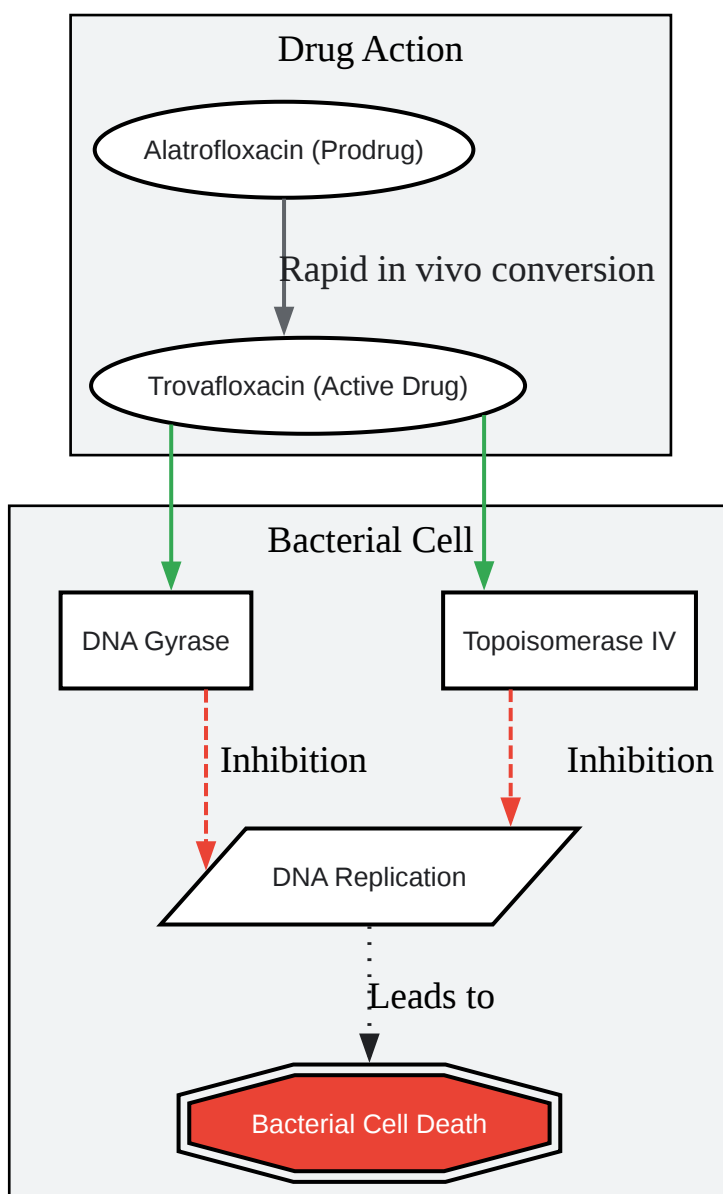 Drug Action
Alatrofloxacin (Prodrug)
Rapid in vivo conversion
Trovafloxacin (Active Drug)
Bacterial Cell
DNA Gyrase
Topoisomerase IV
Inhibition
Inhibition
DNA Replication
Leads to
Bacterial Cell Death